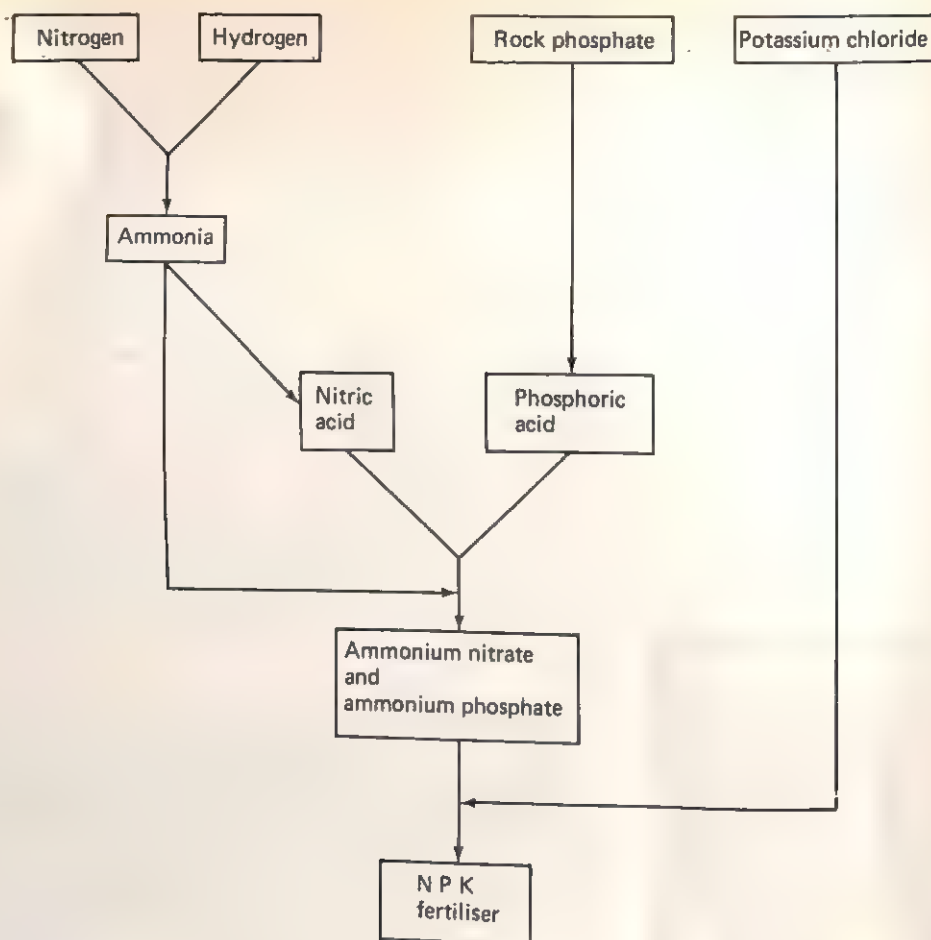 Nitrogen
Hydrogen
Rock phosphate
Potassium chloride
Ammonia
Nitric
acid
Phosphoric
acid
Ammonium nitrate
and
ammonium phosphate
N P K
fertiliser